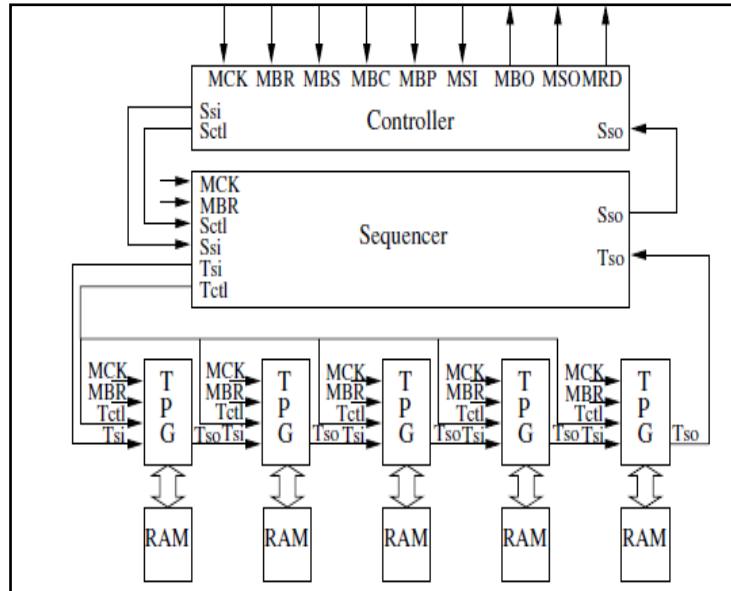 MCK MBR MBS MBC MBP MSI MBO MSO MRD
Ssi
Sctl
Controller
Sso
MCK
MBR
Sctl
Ssi
Tsi
Tctl
Sequencer
Sso
Tso
MCK
MBR
Tctl
Tsi
T
P
G
Tso
MCK
MBR
Tctl
Tsi
T
P
G
Tso
MCK
MBR
Tctl
Tsi
T
P
G
Tso
MCK
MBR
Tctl
Tsi
T
P
G
Tso
MCK
MBR
Tctl
Tsi
T
P
G
Tso
RAM RAM RAM RAM RAM